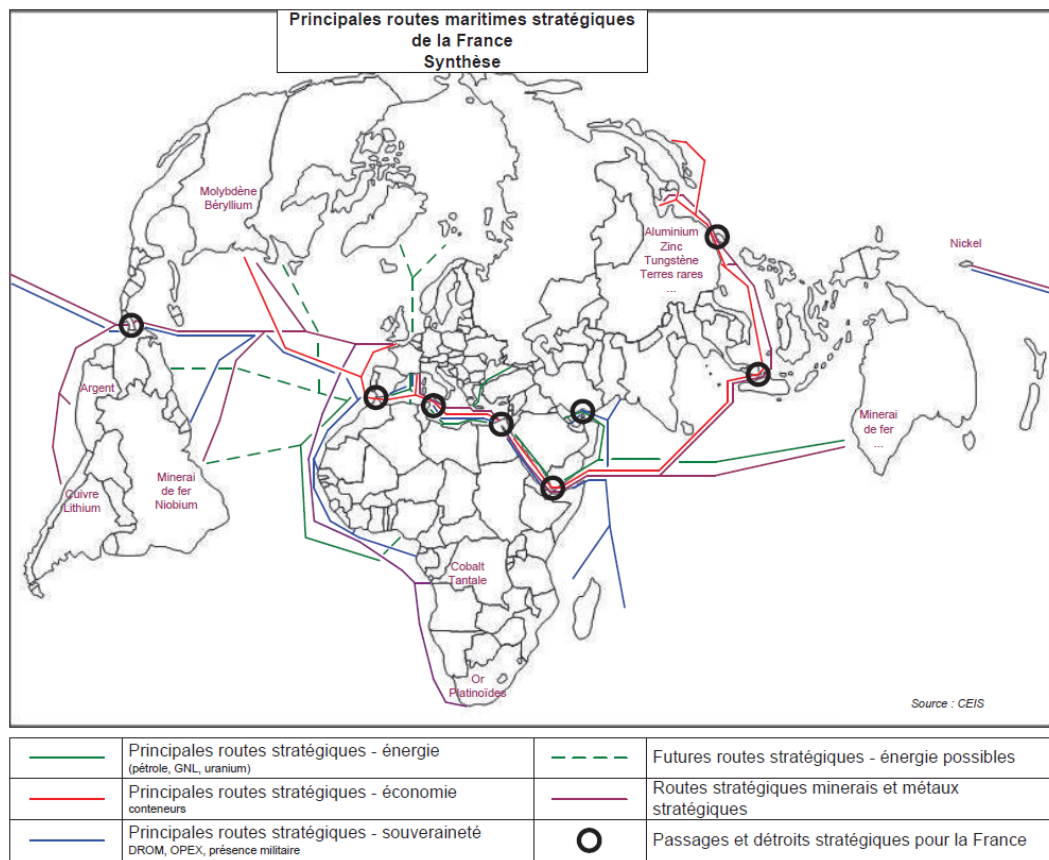 Principales routes maritimes stratégiques
de la France
Synthèse
Molybdène
Béryllium
Aluminium
Zinc
Tungstène
Terres rares
...
Nickel
Argent
Cuivre
Lithium
Minerai
de fer
Niobium
Minerai
de fer
...
Cobalt
Tantale
Or
Platinoïdes
Source : CEIS
Principales routes stratégiques - énergie
(pétrole, GNL, uranium)
Futures routes stratégiques - énergie possibles
Principales routes stratégiques - économie
conteneurs
Routes stratégiques minerais et métaux
stratégiques
Principales routes stratégiques - souveraineté
DROM, OPEX, présence militaire
Passages et détroits stratégiques pour la France